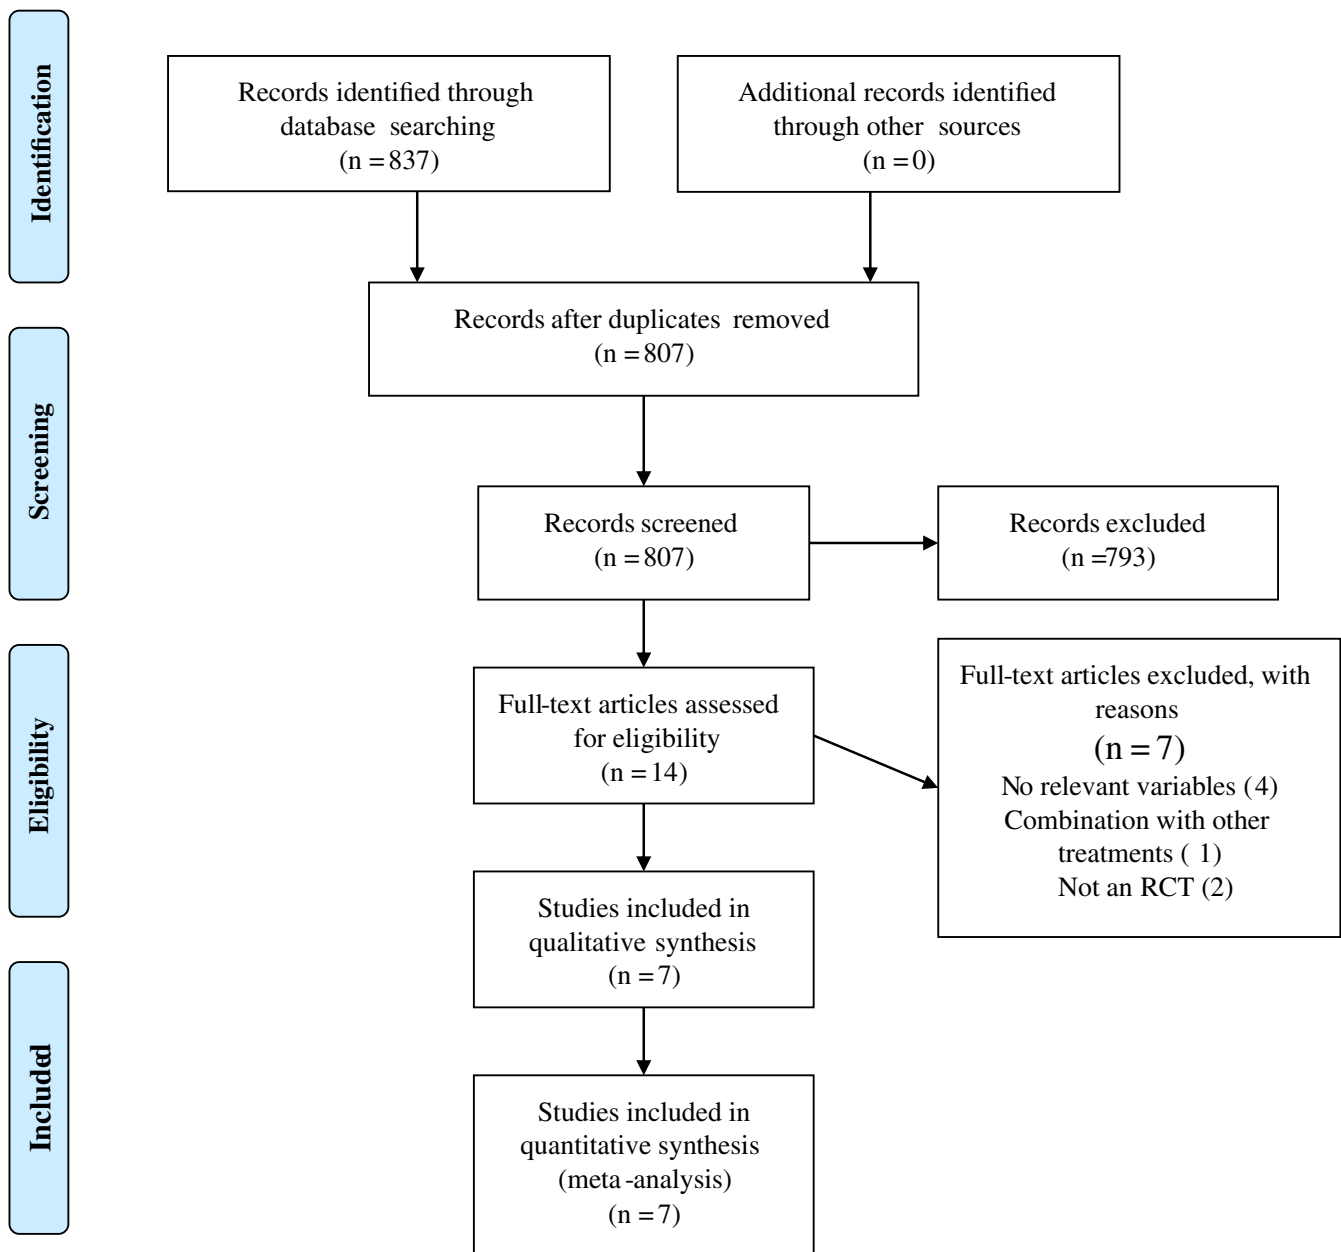 Identification
Records identified through
database searching
(n = 837)
Additional records identified
through other sources
(n = 0)
Records after duplicates removed
(n = 807)
Screening
Records screened
(n = 807)
Records excluded
(n =793)
Eligibility
Full-text articles assessed
for eligibility
(n = 14)
Full-text articles excluded, with
reasons
(n = 7)
No relevant variables (4)
Combination with other
treatments ( 1)
Not an RCT (2)
Studies included in
qualitative synthesis
(n = 7)
Included
Studies included in
quantitative synthesis
(meta -analysis)
(n = 7)